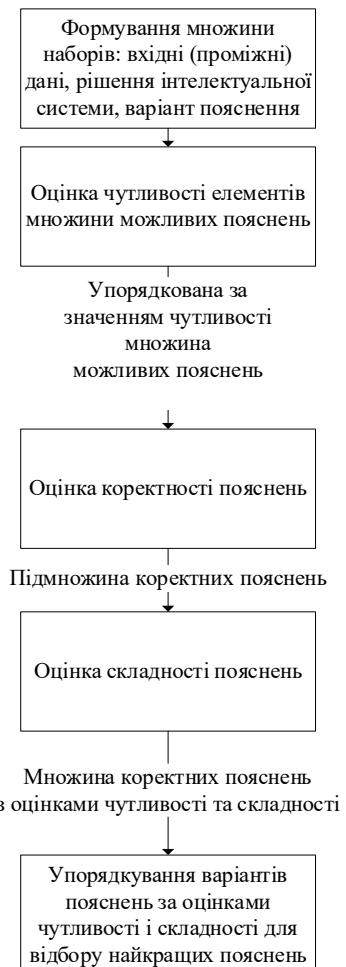 Формування множини
наборів: вхідні (проміжні)
дані, рішення інтелектуальної
системи, варіант пояснення
Оцінка чутливості елементів
множини можливих пояснень
Упорядкована за
значенням чутливості
множина
можливих пояснень
Оцінка коректності пояснень
Підмножина коректних пояснень
Оцінка складності пояснень
Множина коректних пояснень
з оцінками чутливості та складності
Упорядкування варіантів
пояснень за оцінками
чутливості і складності для
відбору найкращих пояснень